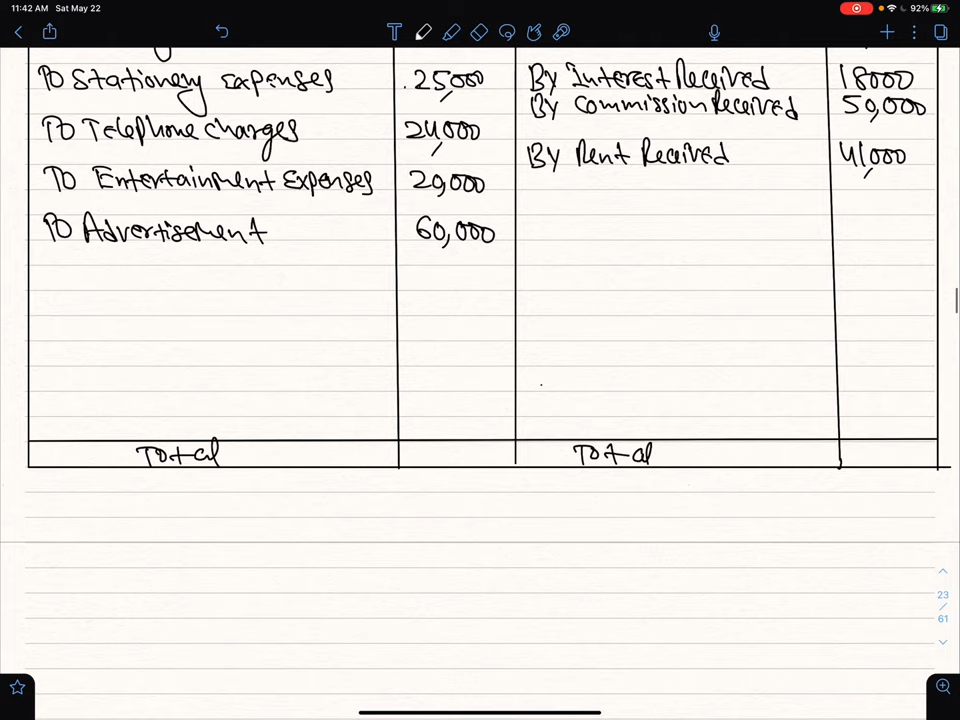 11:42 AM Sat May 22
92%
To Stationery Expenses 25,000 By Interest Received 18000
By Commission Received 50,000
To Telephone charges 24,000
By Rent Received 41,000
To Entertainment Expenses 20,000
To Advertisement 60,000
Total Total
23
/
61